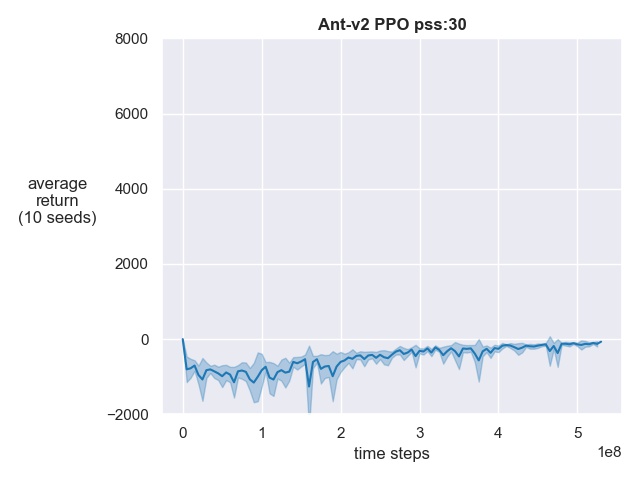 Ant-v2 PPO pss:30
8000
6000
4000
2000
0
−2000
average
return
(10 seeds)
0 1 2 3 4 5
1e8
time steps